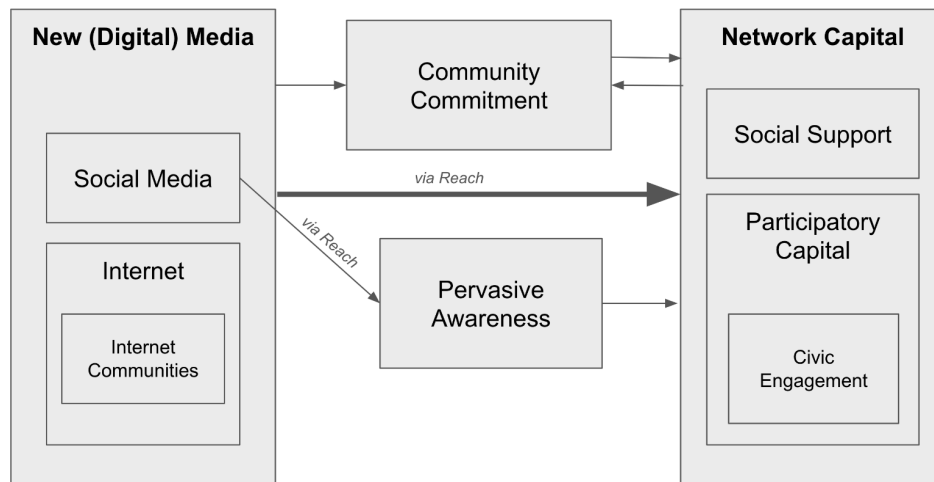 New (Digital) Media
Social Media
Internet
Internet
Communities
Community
Commitment
via Reach
via Reach
Pervasive
Awareness
Network Capital
Social Support
Participatory
Capital
Civic
Engagement